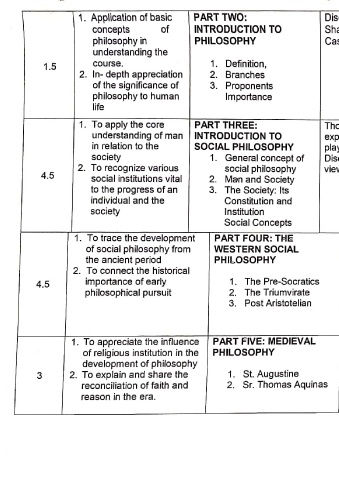 1.5
1. Application of basic
concepts of
philosophy in
understanding the
course.
2. In- depth appreciation
of the significance of
philosophy to human
life
PART TWO:
INTRODUCTION TO
PHILOSOPHY
1. Definition,
2. Branches
3. Proponents
Importance
4.5
1. To apply the core
understanding of man
in relation to the
society
2. To recognize various
social institutions vital
to the progress of an
individual and the
society
PART THREE:
INTRODUCTION TO
SOCIAL PHILOSOPHY
1. General concept of
social philosophy
2. Man and Society
3. The Society: Its
Constitution and
Institution
Social Concepts
4.5
1. To trace the development
of social philosophy from
the ancient period
2. To connect the historical
importance of early
philosophical pursuit
PART FOUR: THE
WESTERN SOCIAL
PHILOSOPHY
1. The Pre-Socratics
2. The Triumvirate
3. Post Aristotelian
3
1. To appreciate the influence
of religious institution in the
development of philosophy
2. To explain and share the
reconciliation of faith and
reason in the era.
PART FIVE: MEDIEVAL
PHILOSOPHY
1. St. Augustine
2. Sr. Thomas Aquinas